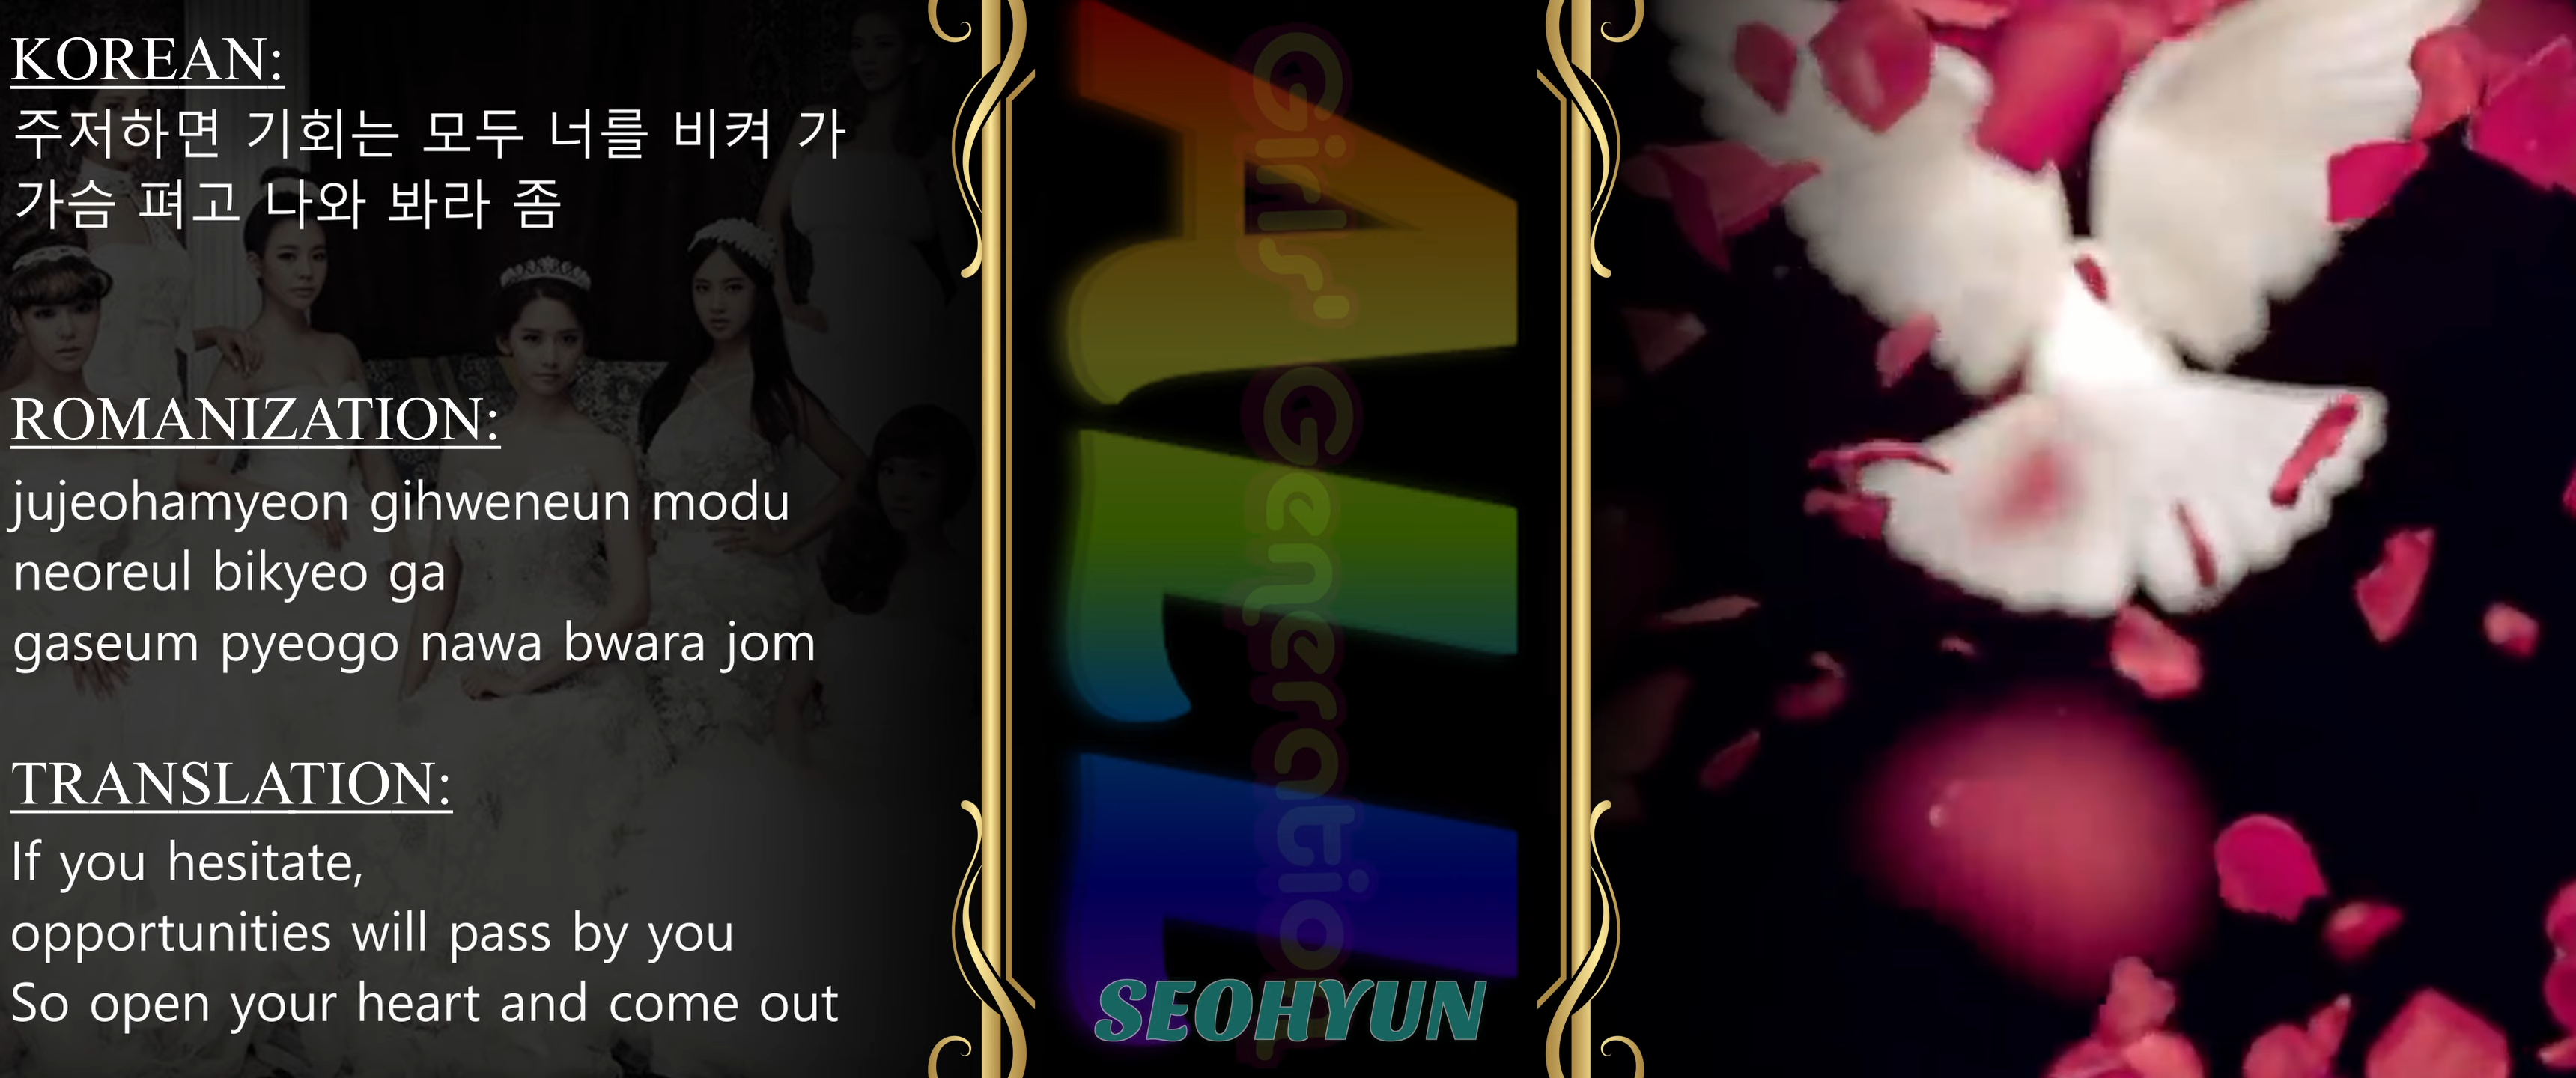 KOREAN:
주저하면 기회는 모두 너를 비켜 가
가슴 펴고 나와 봐라 좀
ROMANIZATION:
jujeohamyeon gihweneun modu
neoreul bikyeo ga
gaseum pyeogo nawa bwara jom
TRANSLATION:
If you hesitate,
opportunities will pass by you
So open your heart and come out
Girls' Generation
SEOHYUN